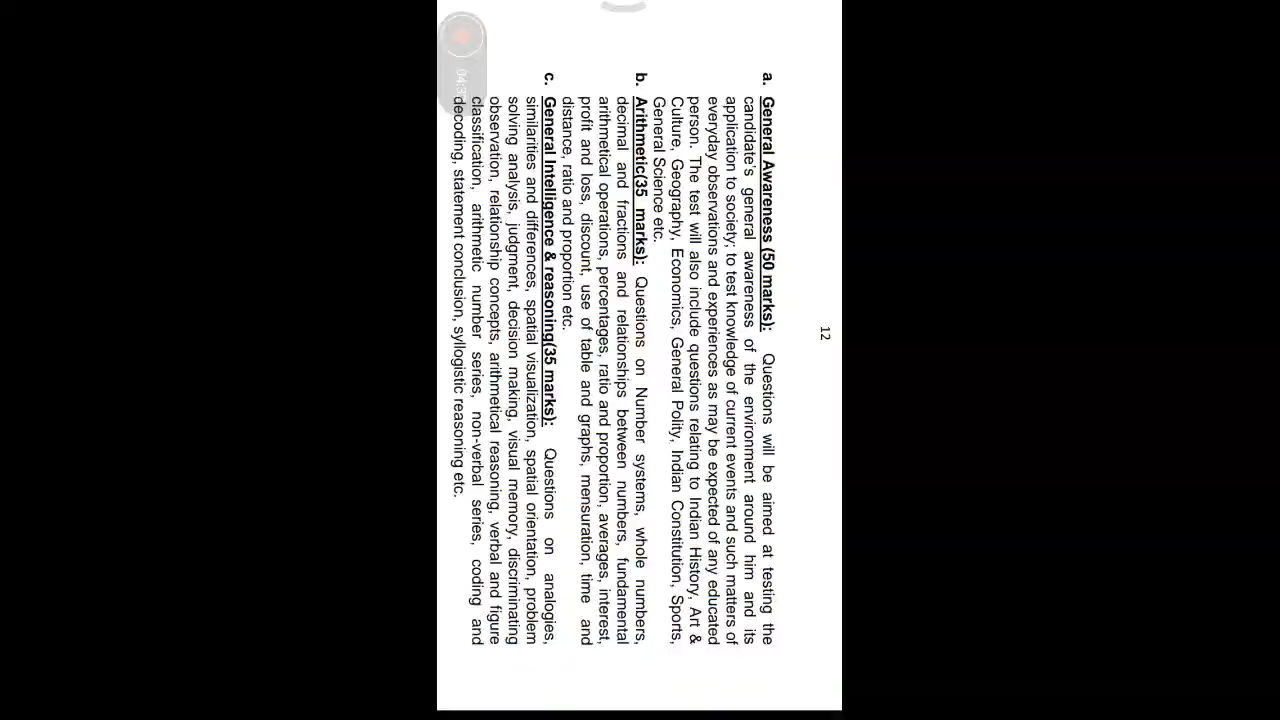 12
a. General Awareness (50 marks): Questions will be aimed at testing the
candidate's general awareness of the environment around him and its
application to society; to test knowledge of current events and such matters of
everyday observations and experiences as may be expected of any educated
person. The test will also include questions relating to Indian History, Art &
Culture, Geography, Economics, General Polity, Indian Constitution, Sports,
General Science etc.
b. Arithmetic(35 marks): Questions on Number systems, whole numbers,
decimal and fractions and relationships between numbers, fundamental
arithmetical operations, percentages, ratio and proportion, averages, interest,
profit and loss, discount, use of table and graphs, mensuration, time and
distance, ratio and proportion etc.
c. General Intelligence & reasoning(35 marks): Questions on analogies,
similarities and differences, spatial visualization, spatial orientation, problem
solving analysis, judgment, decision making, visual memory, discriminating
observation, relationship concepts, arithmetical reasoning, verbal and figure
classification, arithmetic number series, non-verbal series, coding and
decoding, statement conclusion, syllogistic reasoning etc.